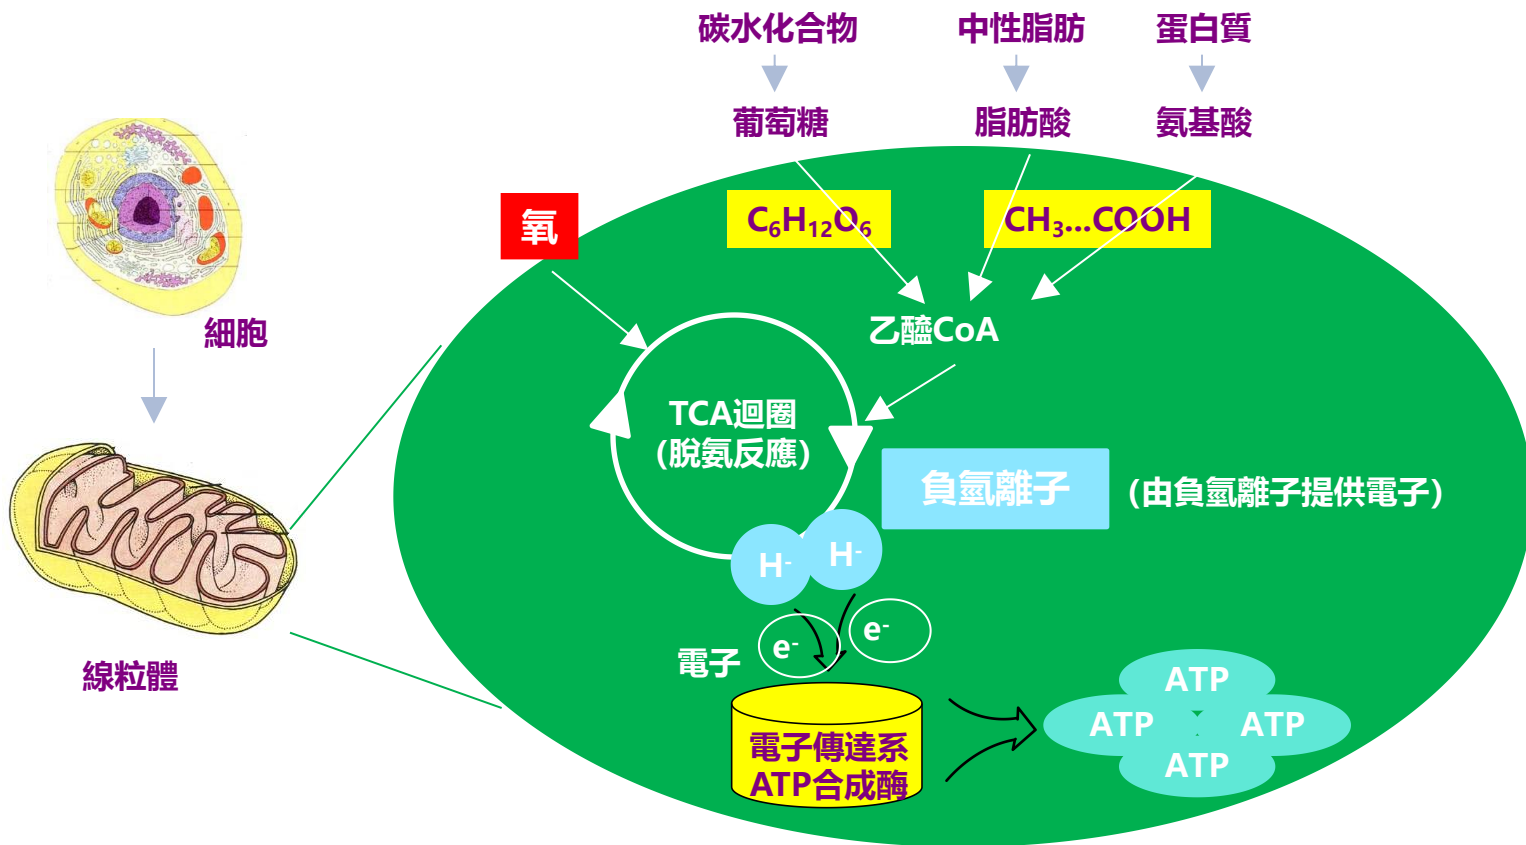 碳水化合物
中性脂肪
蛋白質
葡萄糖
脂肪酸
氨基酸
氧
C₆H₁₂O₆
CH₃...COOH
細胞
乙醯CoA
TCA迴圈
（脫氨反應）
負氫離子
（由負氫離子提供電子）
H⁻
H⁻
e⁻
e⁻
電子
線粒體
電子傳達系
ATP合成酶
ATP
ATP
ATP
ATP